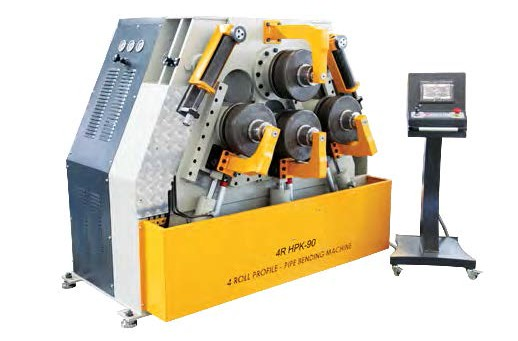 4R HPK-90
4 ROLL PROFILE - PIPE BENDING MACHINE